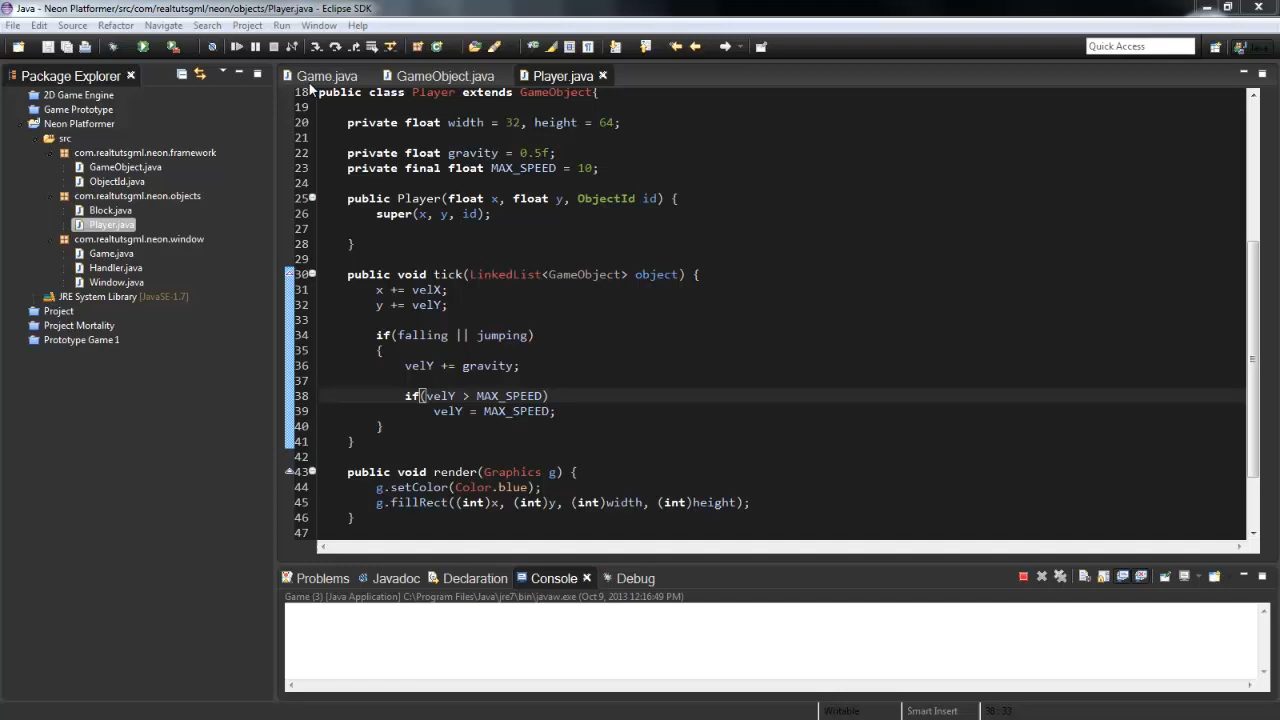 Java - Neon Platformer/src/com/realtutsgml/neon/objects/Player.java - Eclipse SDK
File Edit Source Refactor Navigate Search Project Run Window Help
Quick Access
Java
Package Explorer
Game.java GameObject.java Player.java
2D Game Engine
Game Prototype
Neon Platformer
src
com.realtutsgml.neon.framework
GameObject.java
ObjectId.java
com.realtutsgml.neon.objects
Block.java
Player.java
com.realtutsgml.neon.window
Game.java
Handler.java
Window.java
JRE System Library [JavaSE-1.7]
Project
Project Mortality
Prototype Game1
18 public class Player extends GameObject{
19
20 private float width = 32, height = 64;
21
22 private float gravity = 0.5f;
23 private final float MAX_SPEED = 10;
24
25 public Player(float x, float y, ObjectId id) {
26 super(x, y, id);
27
28 }
29
30 public void tick(LinkedList<GameObject> object) {
31 x += velX;
32 y += velY;
33
34 if(falling || jumping)
35 {
36 velY += gravity;
37
38 if(velY > MAX_SPEED)
39 velY = MAX_SPEED;
40 }
41 }
42
43 public void render(Graphics g) {
44 g.setColor(Color.blue);
45 g.fillRect((int)x, (int)y, (int)width, (int)height);
46 }
47
Problems Javadoc Declaration Console Debug
Game (3) [Java Application] C:\Program Files\Java\jre7\bin\javaw.exe (Oct 9, 2013 12:16:49 PM)
Writable Smart Insert 38 : 33